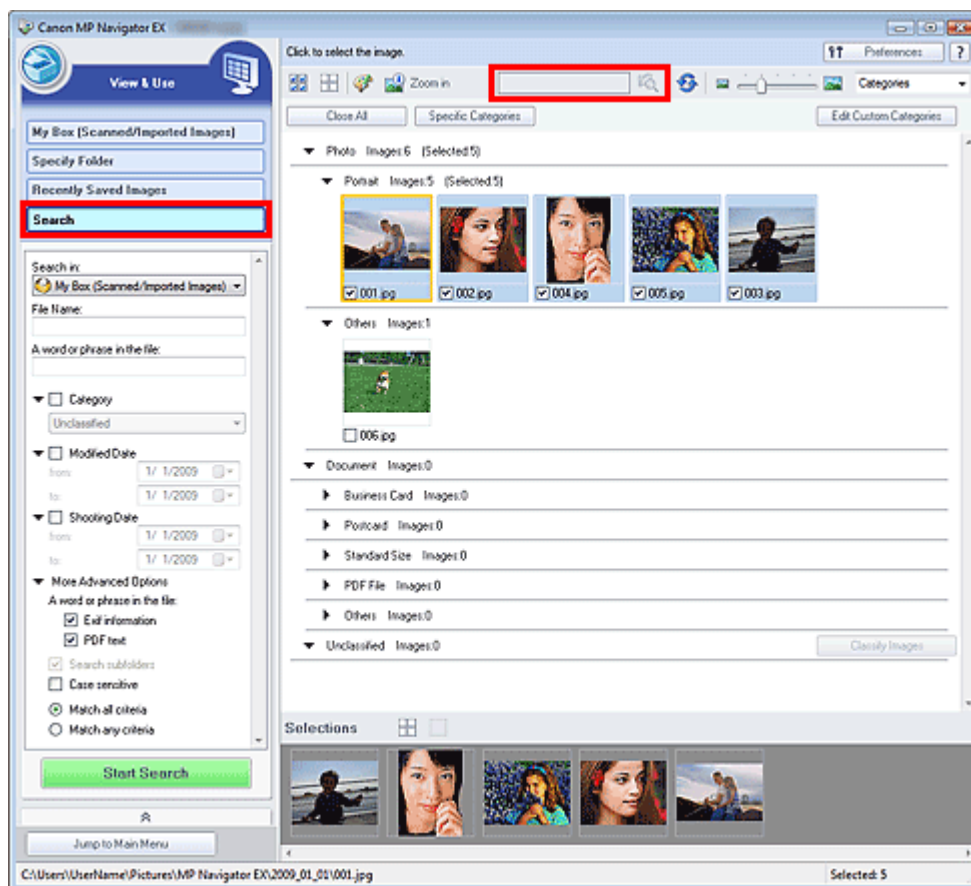 Canon MP Navigator EX
View & Use
My Box (Scanned/Imported Images)
Specify Folder
Recently Saved Images
Search
Search in:
My Box (Scanned/Imported Images)
File Name:
A word or phrase in the file:
Category
Unclassified
Modified Date
from: 1/ 1/2009
to: 1/ 1/2009
Shooting Date
from: 1/ 1/2009
to: 1/ 1/2009
More Advanced Options
A word or phrase in the file:
Exif information
PDF text
Search subfolders
Case sensitive
Match all criteria
Match any criteria
Start Search
Jump to Main Menu
Click to select the image.
Preferences
?
Zoom in
Categories
Close All
Specific Categories
Edit Custom Categories
Photo Images:6 (Selected:5)
Portrait Images:5 (Selected:5)
001.jpg 002.jpg 004.jpg 005.jpg 003.jpg
Others Images:1
006.jpg
Document Images:0
Business Card Images:0
Postcard Images:0
Standard Size Images:0
PDF File Images:0
Others Images:0
Unclassified Images:0
Classify Images
Selections
C:\Users\UserName\Pictures\MP Navigator EX\2009_01_01\001.jpg
Selected: 5